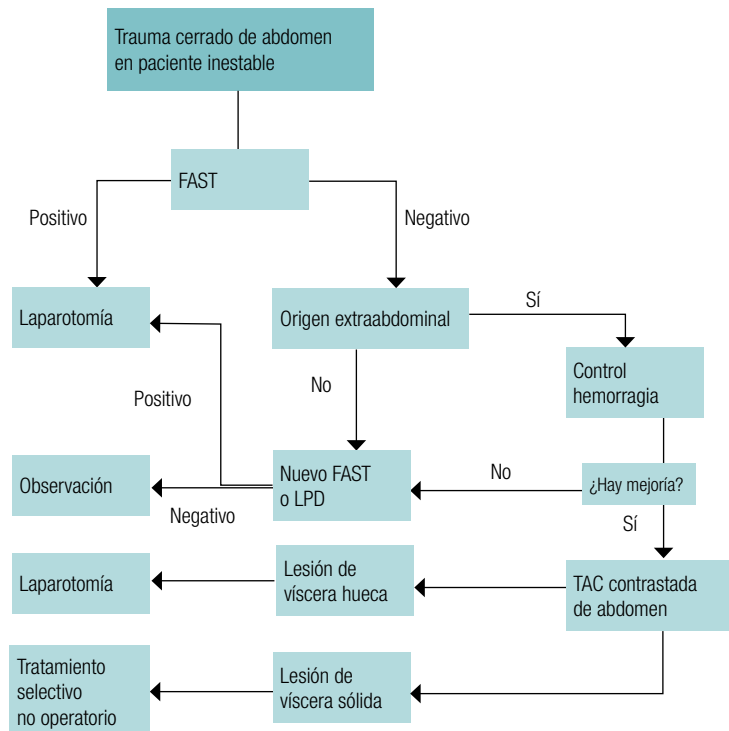 Trauma cerrado de abdomen
en paciente inestable
FAST
Positivo
Negativo
Laparotomía
Origen extraabdominal
Sí
Control
hemorragia
No
Positivo
Observación
Negativo
Nuevo FAST
o LPD
No
¿Hay mejoría?
Sí
Laparotomía
Lesión de
víscera hueca
TAC contrastada
de abdomen
Tratamiento
selectivo
no operatorio
Lesión de
víscera sólida